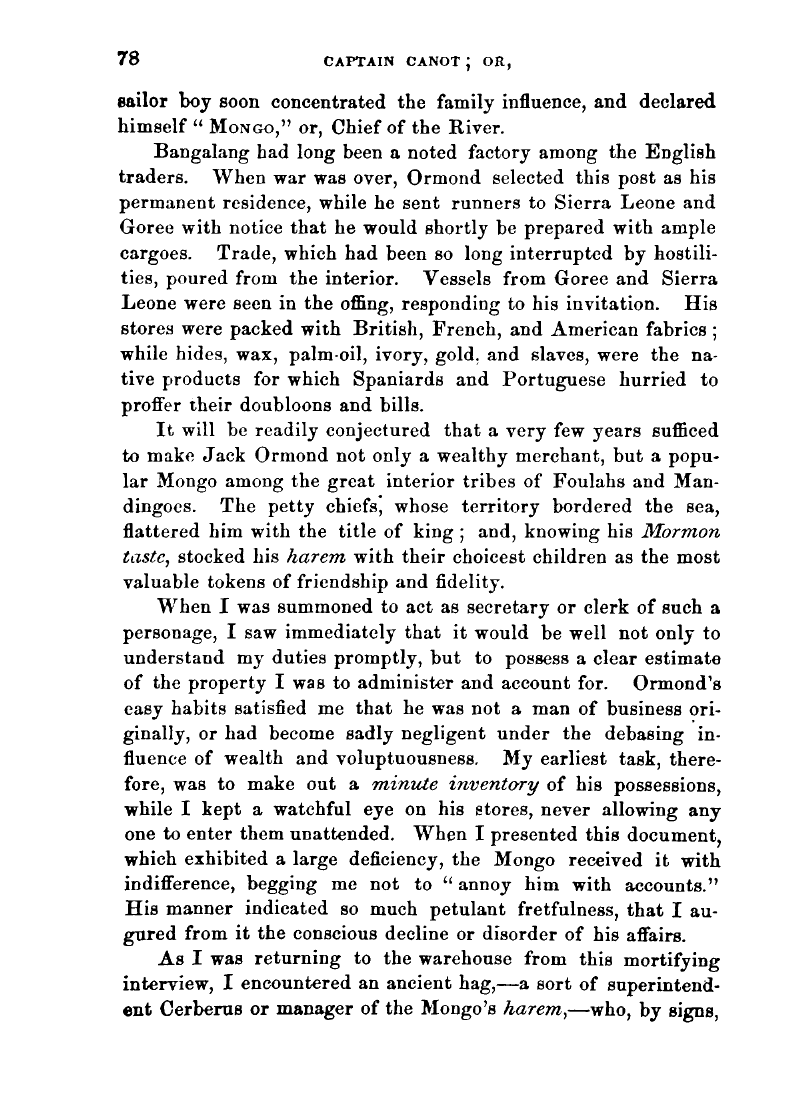 78 CAPTAIN CANOT; OR,
sailor boy soon concentrated the family influence, and declared
himself “ MONGO,” or, Chief of the River.
Bangalang had long been a noted factory among the English
traders. When war was over, Ormond selected this post as his
permanent residence, while he sent runners to Sierra Leone and
Goree with notice that he would shortly be prepared with ample
cargoes. Trade, which had been so long interrupted by hostili-
ties, poured from the interior. Vessels from Goree and Sierra
Leone were seen in the offing, responding to his invitation. His
stores were packed with British, French, and American fabrics ;
while hides, wax, palm-oil, ivory, gold, and slaves, were the na-
tive products for which Spaniards and Portuguese hurried to
proffer their doubloons and bills.
It will be readily conjectured that a very few years sufficed
to make Jack Ormond not only a wealthy merchant, but a popu-
lar Mongo among the great interior tribes of Foulahs and Man-
dingoes. The petty chiefs, whose territory bordered the sea,
flattered him with the title of king ; and, knowing his Mormon
taste, stocked his harem with their choicest children as the most
valuable tokens of friendship and fidelity.
When I was summoned to act as secretary or clerk of such a
personage, I saw immediately that it would be well not only to
understand my duties promptly, but to possess a clear estimate
of the property I was to administer and account for. Ormond's
easy habits satisfied me that he was not a man of business ori-
ginally, or had become sadly negligent under the debasing in-
fluence of wealth and voluptuousness. My earliest task, there-
fore, was to make out a minute inventory of his possessions,
while I kept a watchful eye on his stores, never allowing any
one to enter them unattended. When I presented this document,
which exhibited a large deficiency, the Mongo received it with
indifference, begging me not to “ annoy him with accounts.”
His manner indicated so much petulant fretfulness, that I au-
gured from it the conscious decline or disorder of his affairs.
As I was returning to the warehouse from this mortifying
interview, I encountered an ancient hag,—a sort of superintend-
ent Cerberus or manager of the Mongo's harem,—who, by signs,